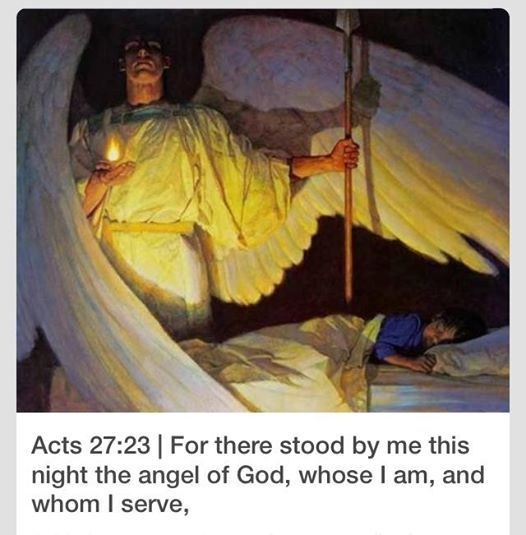 Acts 27:23 | For there stood by me this
night the angel of God, whose I am, and
whom I serve,